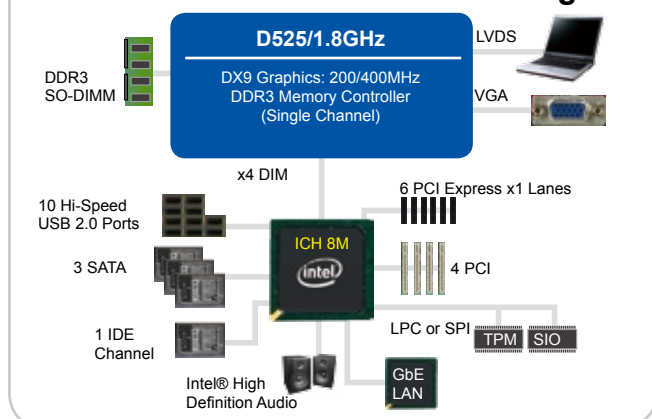 D525/1.8GHz
DX9 Graphics: 200/400MHz
DDR3 Memory Controller
(Single Channel)
LVDS
DDR3
SO-DIMM
VGA
x4 DIM
10 Hi-Speed
USB 2.0 Ports
6 PCI Express x1 Lanes
ICH 8M
intel
3 SATA
4 PCI
1 IDE
Channel
LPC or SPI
TPM
SIO
Intel® High
Definition Audio
GbE
LAN